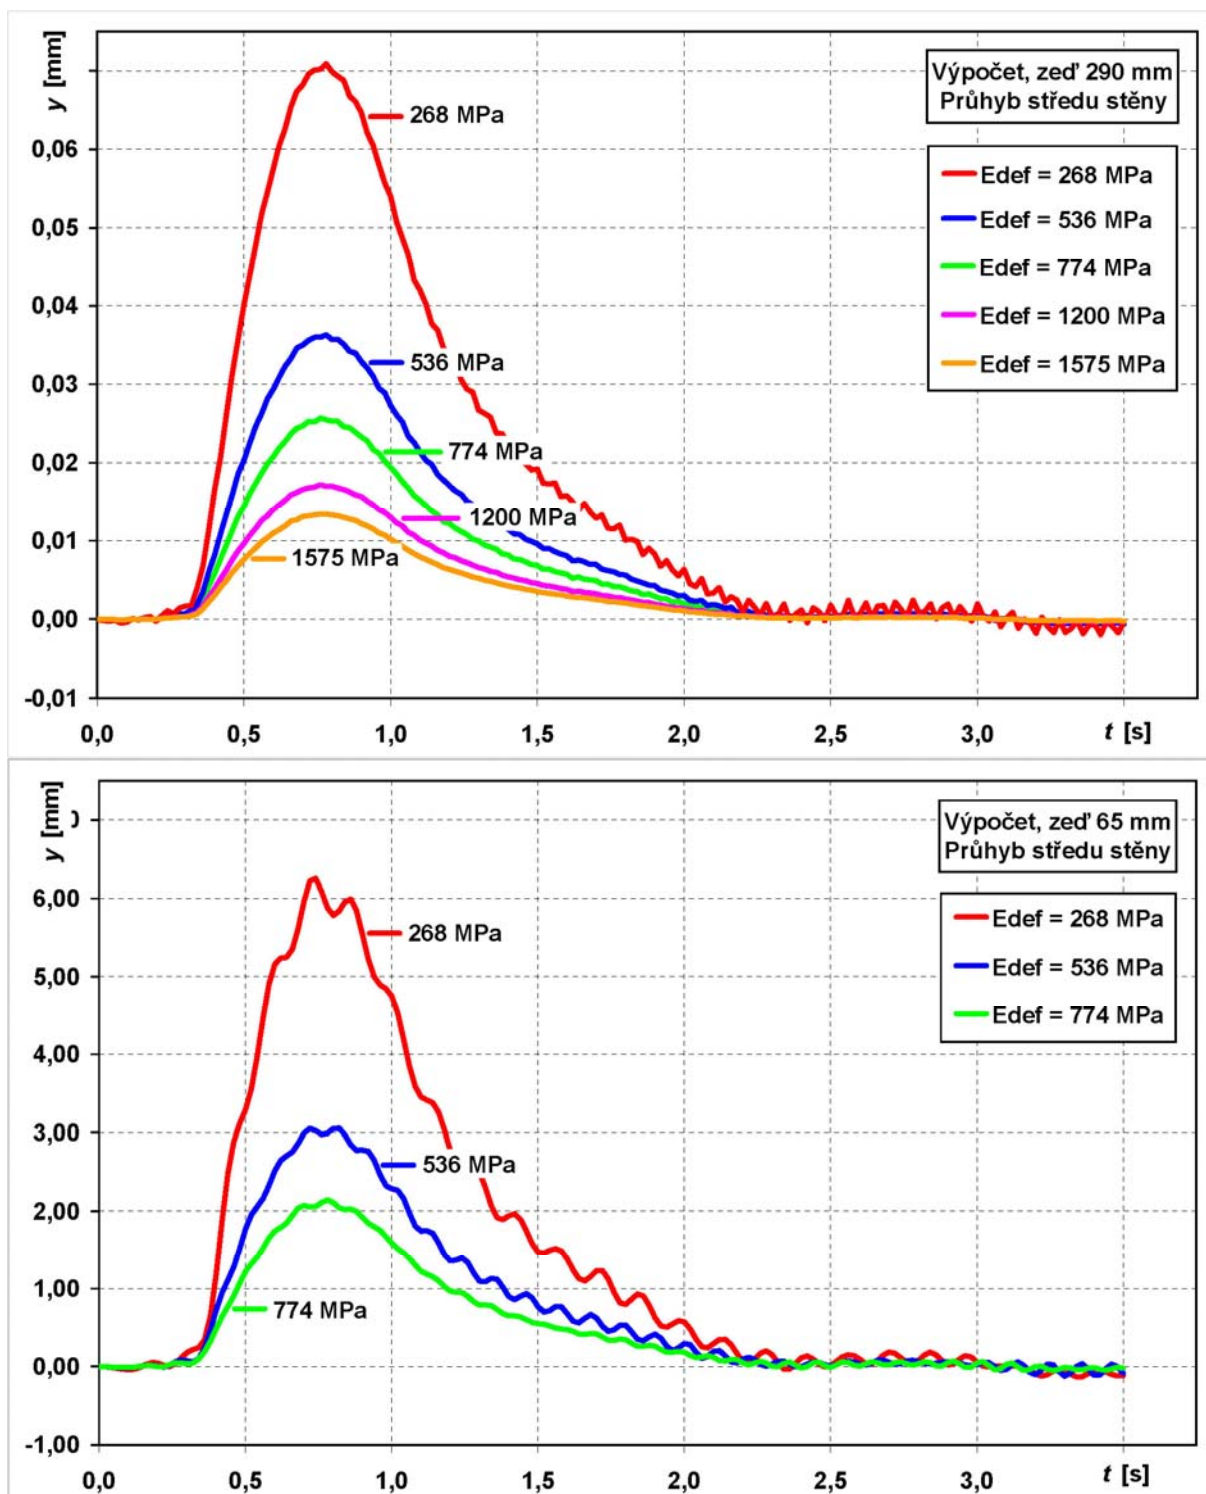 y [mm]
Výpočet, zeď 290 mm
Průhyb středu stěny
268 MPa
Edef = 268 MPa
0,06
Edef = 536 MPa
0,05
Edef = 774 MPa
0,04
Edef = 1200 MPa
536 MPa
Edef = 1575 MPa
0,03
774 MPa
0,02
1200 MPa
0,01
1575 MPa
0,00
-0,01
0,0 0,5 1,0 1,5 2,0 2,5 3,0 t [s]
y [mm]
Výpočet, zeď 65 mm
Průhyb středu stěny
6,00
268 MPa
Edef = 268 MPa
5,00
Edef = 536 MPa
4,00
Edef = 774 MPa
3,00
536 MPa
2,00
1,00
774 MPa
0,00
-1,00
0,0 0,5 1,0 1,5 2,0 2,5 3,0 t [s]